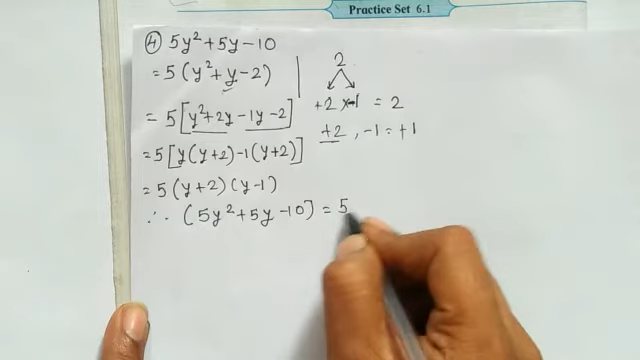 Practice Set 6.1
④ 5y² + 5y - 10
= 5 (y² + y - 2)
2
= 5 [y² + 2y - 1y - 2]
+2 × -1 = 2
= 5 [y (y+2) - 1 (y+2)]
+2 , -1 = +1
= 5 (y+2) (y-1)
∴ (5y² + 5y - 10) = 5